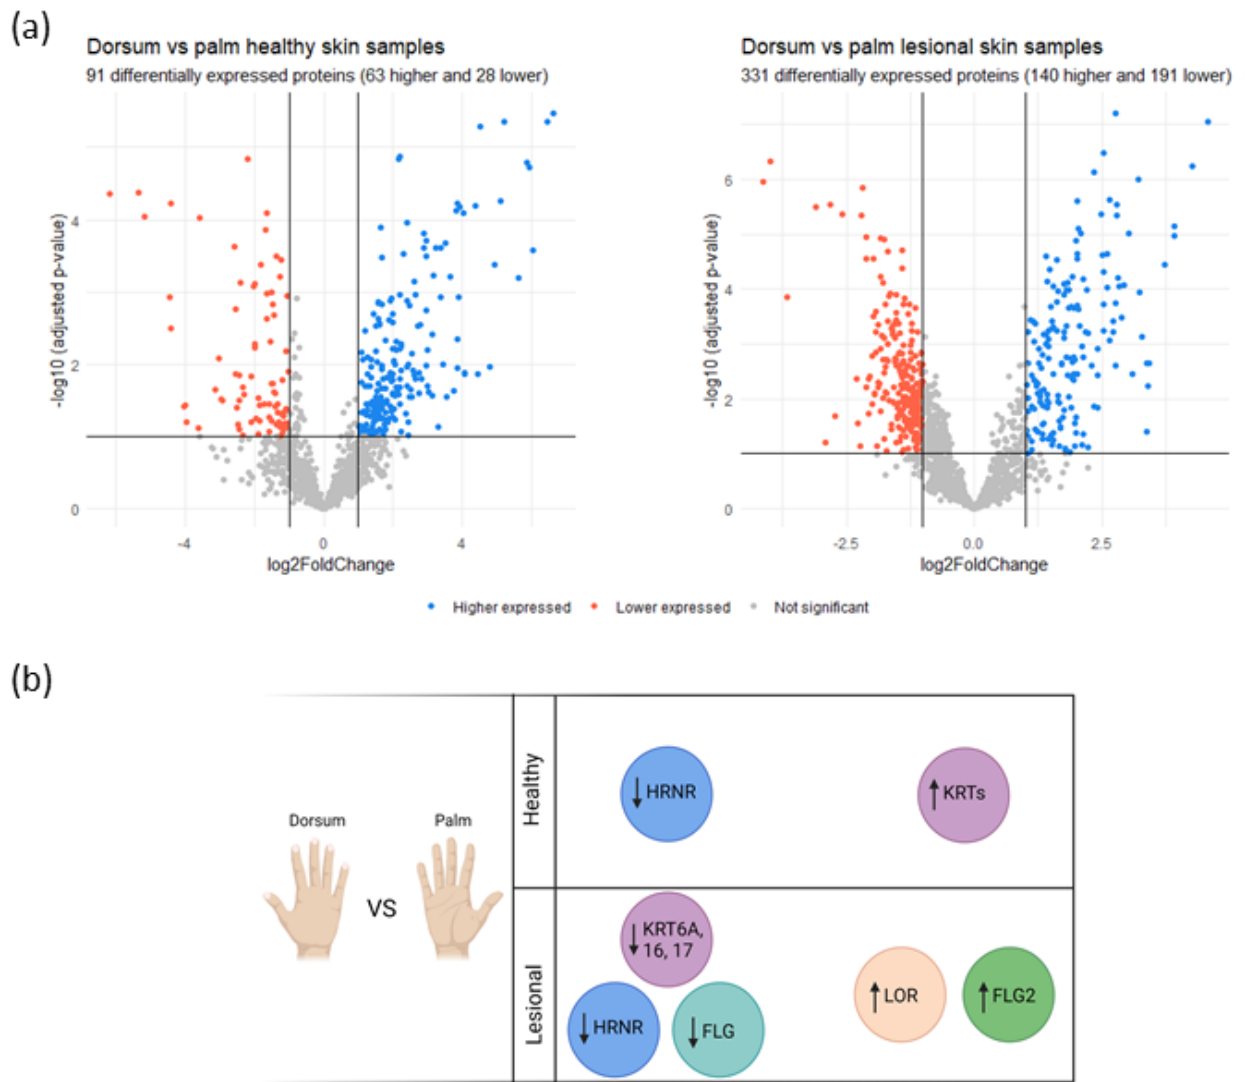 (a)
Dorsum vs palm healthy skin samples
91 differentially expressed proteins (63 higher and 28 lower)
-log10 (adjusted p-value)
4
2
0
-4
0
4
log2FoldChange
Dorsum vs palm lesional skin samples
331 differentially expressed proteins (140 higher and 191 lower)
-log10 (adjusted p-value)
6
4
2
0
-2.5
0.0
2.5
log2FoldChange
Higher expressed
Lower expressed
Not significant
(b)
Dorsum
VS
Palm
Healthy
↓ HRNR
↑ KRTs
Lesional
↓ KRT6A,
16, 17
↓ HRNR
↓ FLG
↑ LOR
↑ FLG2